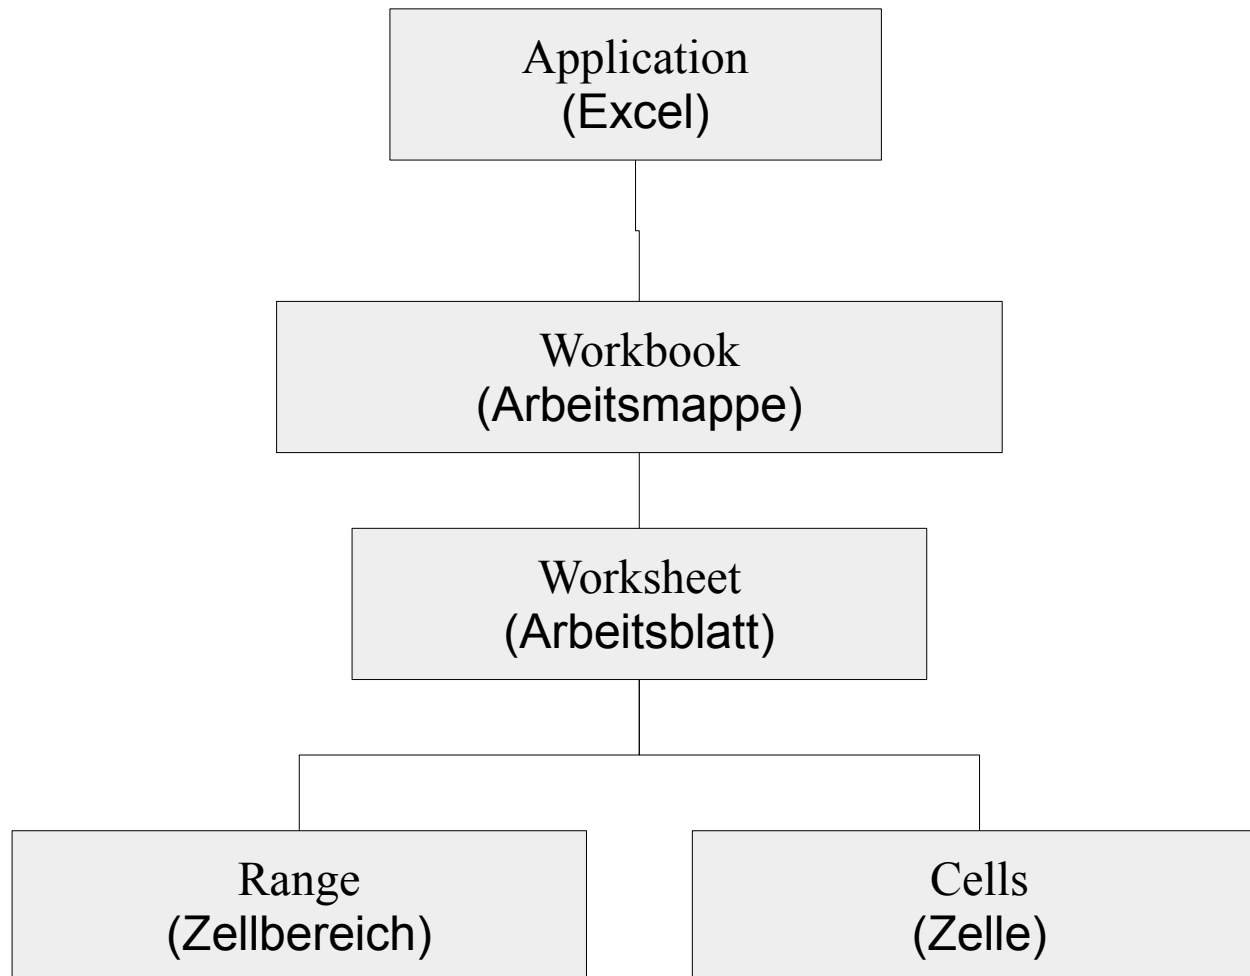 Application
(Excel)
Workbook
(Arbeitsmappe)
Worksheet
(Arbeitsblatt)
Range
(Zellbereich)
Cells
(Zelle)